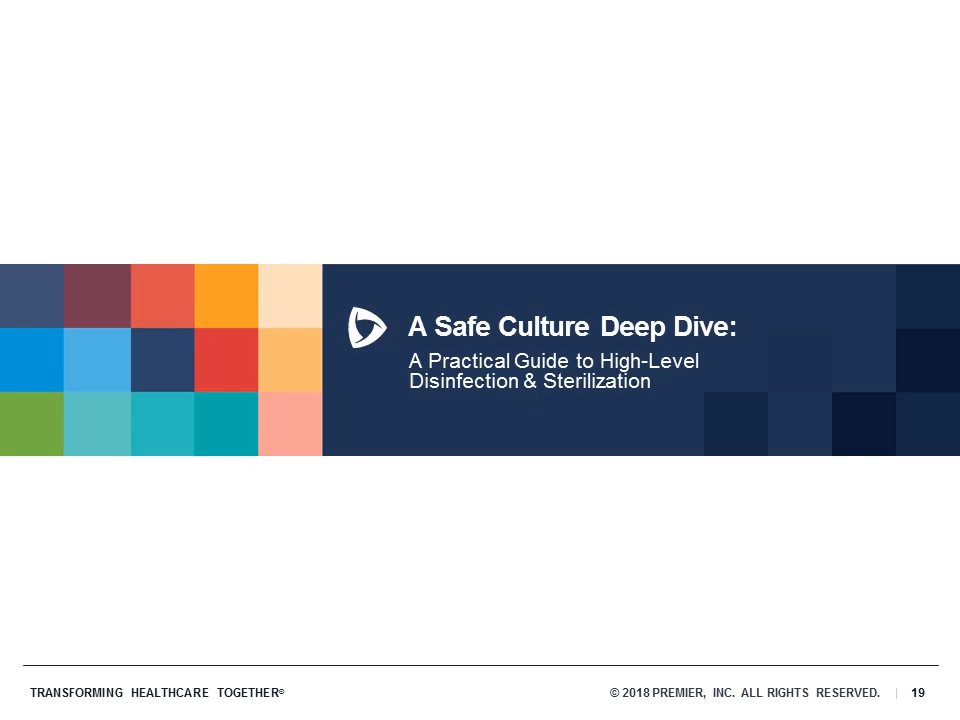 A Safe Culture Deep Dive:
A Practical Guide to High-Level
Disinfection & Sterilization
TRANSFORMING HEALTHCARE TOGETHER®
© 2018 PREMIER, INC. ALL RIGHTS RESERVED. | 19